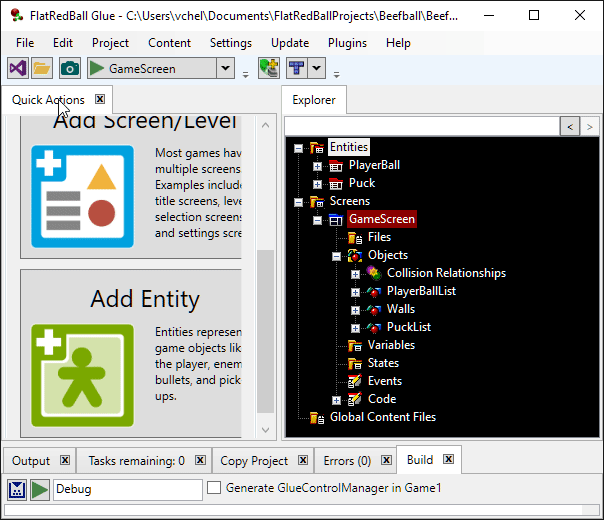 FlatRedBall Glue - C:\Users\vchel\Documents\FlatRedBallProjects\Beefball\Beef...
File Edit Project Content Settings Update Plugins Help
GameScreen
Quick Actions
Add Screen/Level
Most games hav
multiple screens
Examples include
title screens, leve
selection screens
and settings scre
Add Entity
Entities represen
game objects lik
the player, enem
bullets, and pick
ups.
Explorer
< >
Entities
PlayerBall
Puck
Screens
GameScreen
Files
Objects
Collision Relationships
PlayerBallList
Walls
PuckList
Variables
States
Events
Code
Global Content Files
Output Tasks remaining: 0 Copy Project Errors (0) Build
Debug Generate GlueControlManager in Game1